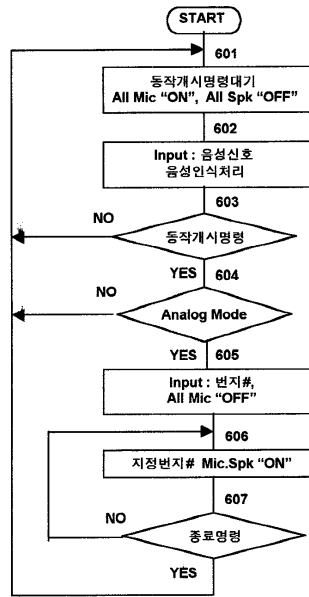 START
601
동작개시명령대기
All Mic “ON”, All Spk “OFF”
602
Input : 음성신호
음성인식처리
603
NO
동작개시명령
YES
604
NO
Analog Mode
YES
605
Input : 번지#,
All Mic “OFF”
606
지정번지# Mic.Spk “ON”
607
NO
종료명령
YES